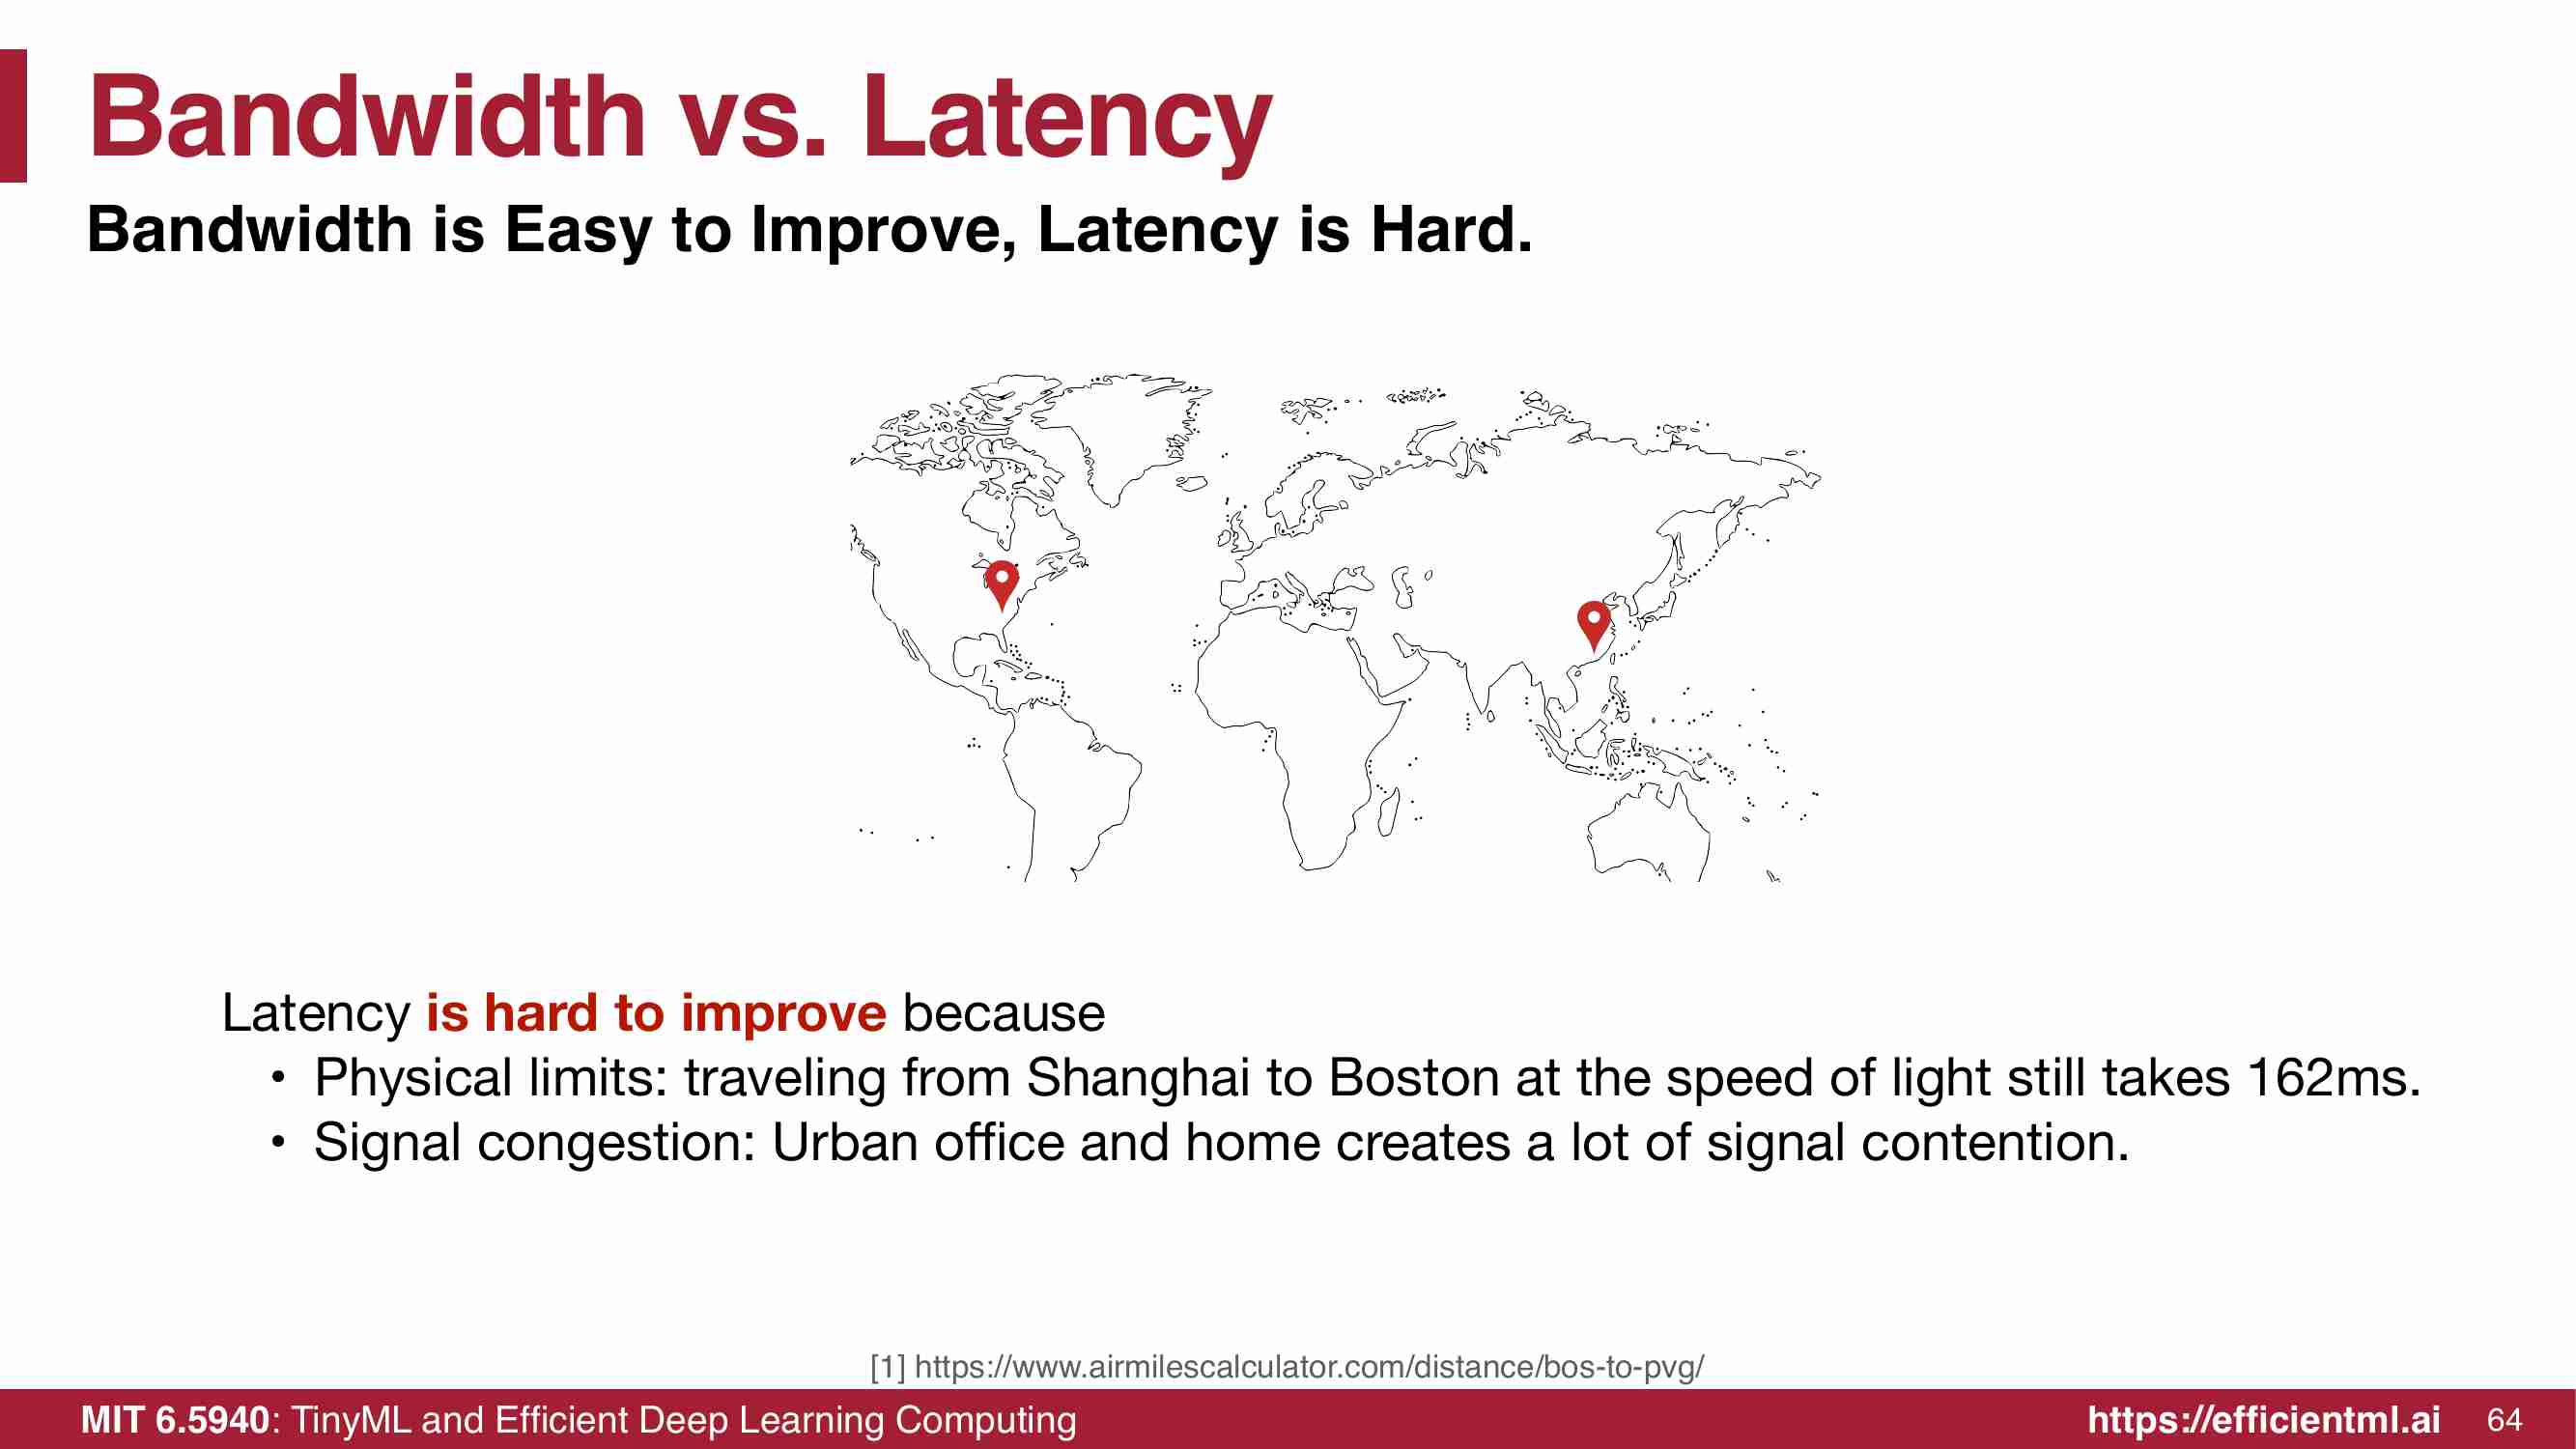 Bandwidth vs. Latency
Bandwidth is Easy to Improve, Latency is Hard.
Latency is hard to improve because
• Physical limits: traveling from Shanghai to Boston at the speed of light still takes 162ms.
• Signal congestion: Urban office and home creates a lot of signal contention.
[1] https://www.airmilescalculator.com/distance/bos-to-pvg/
MIT 6.5940: TinyML and Efficient Deep Learning Computing
https://efficientml.ai 64